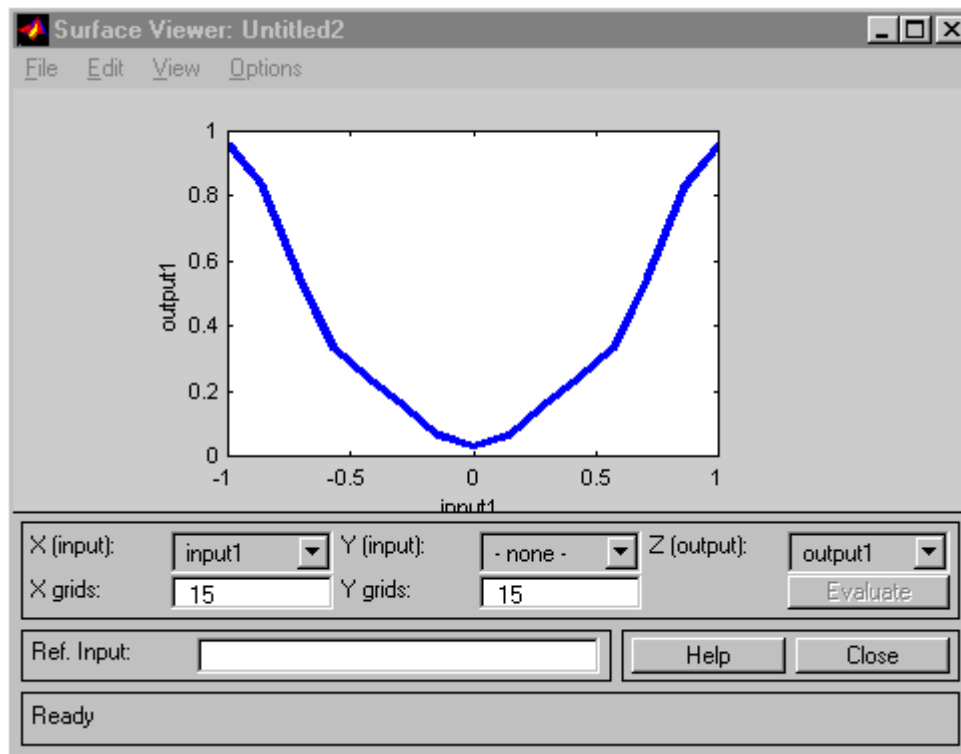 Surface Viewer: Untitled2
File Edit View Options
1
0.8
0.6
0.4
0.2
0
output1
-1 -0.5 0 0.5 1
input1
X (input): input1 Y (input): - none - Z (output): output1
X grids: 15 Y grids: 15 Evaluate
Ref. Input: Help Close
Ready